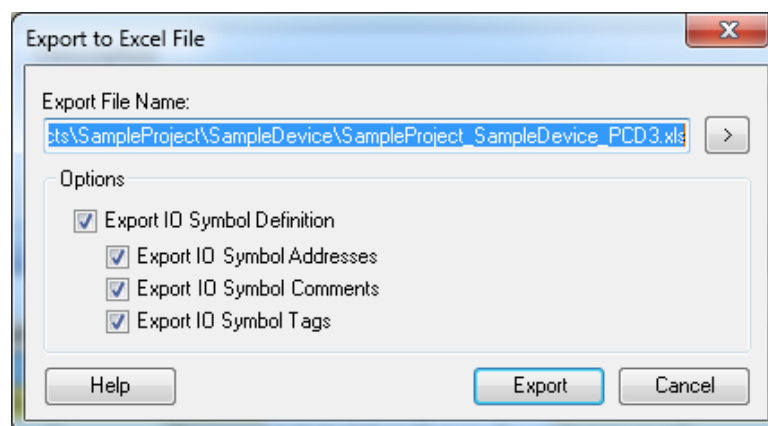 Export to Excel File
Export File Name:
cts\SampleProject\SampleDevice\SampleProject_SampleDevice_PCD3.xls
>
Options
Export IO Symbol Definition
Export IO Symbol Addresses
Export IO Symbol Comments
Export IO Symbol Tags
Help Export Cancel